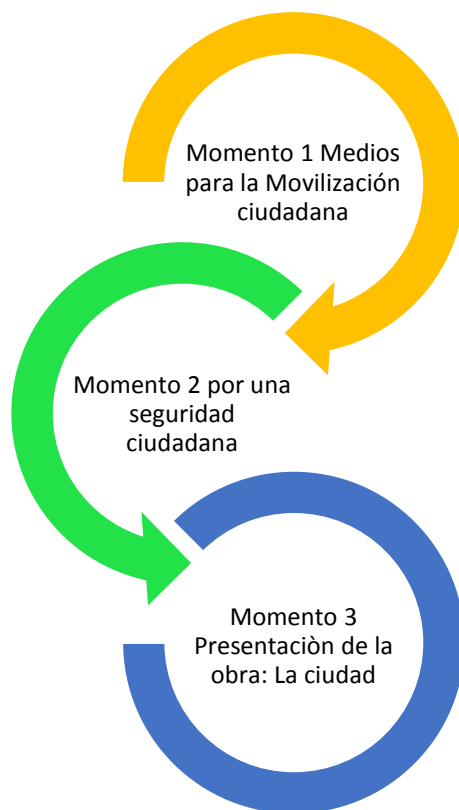 Momento 1 Medios
para la Movilización
ciudadana
Momento 2 por una
seguridad
ciudadana
Momento 3
Presentaciòn de la
obra: La ciudad